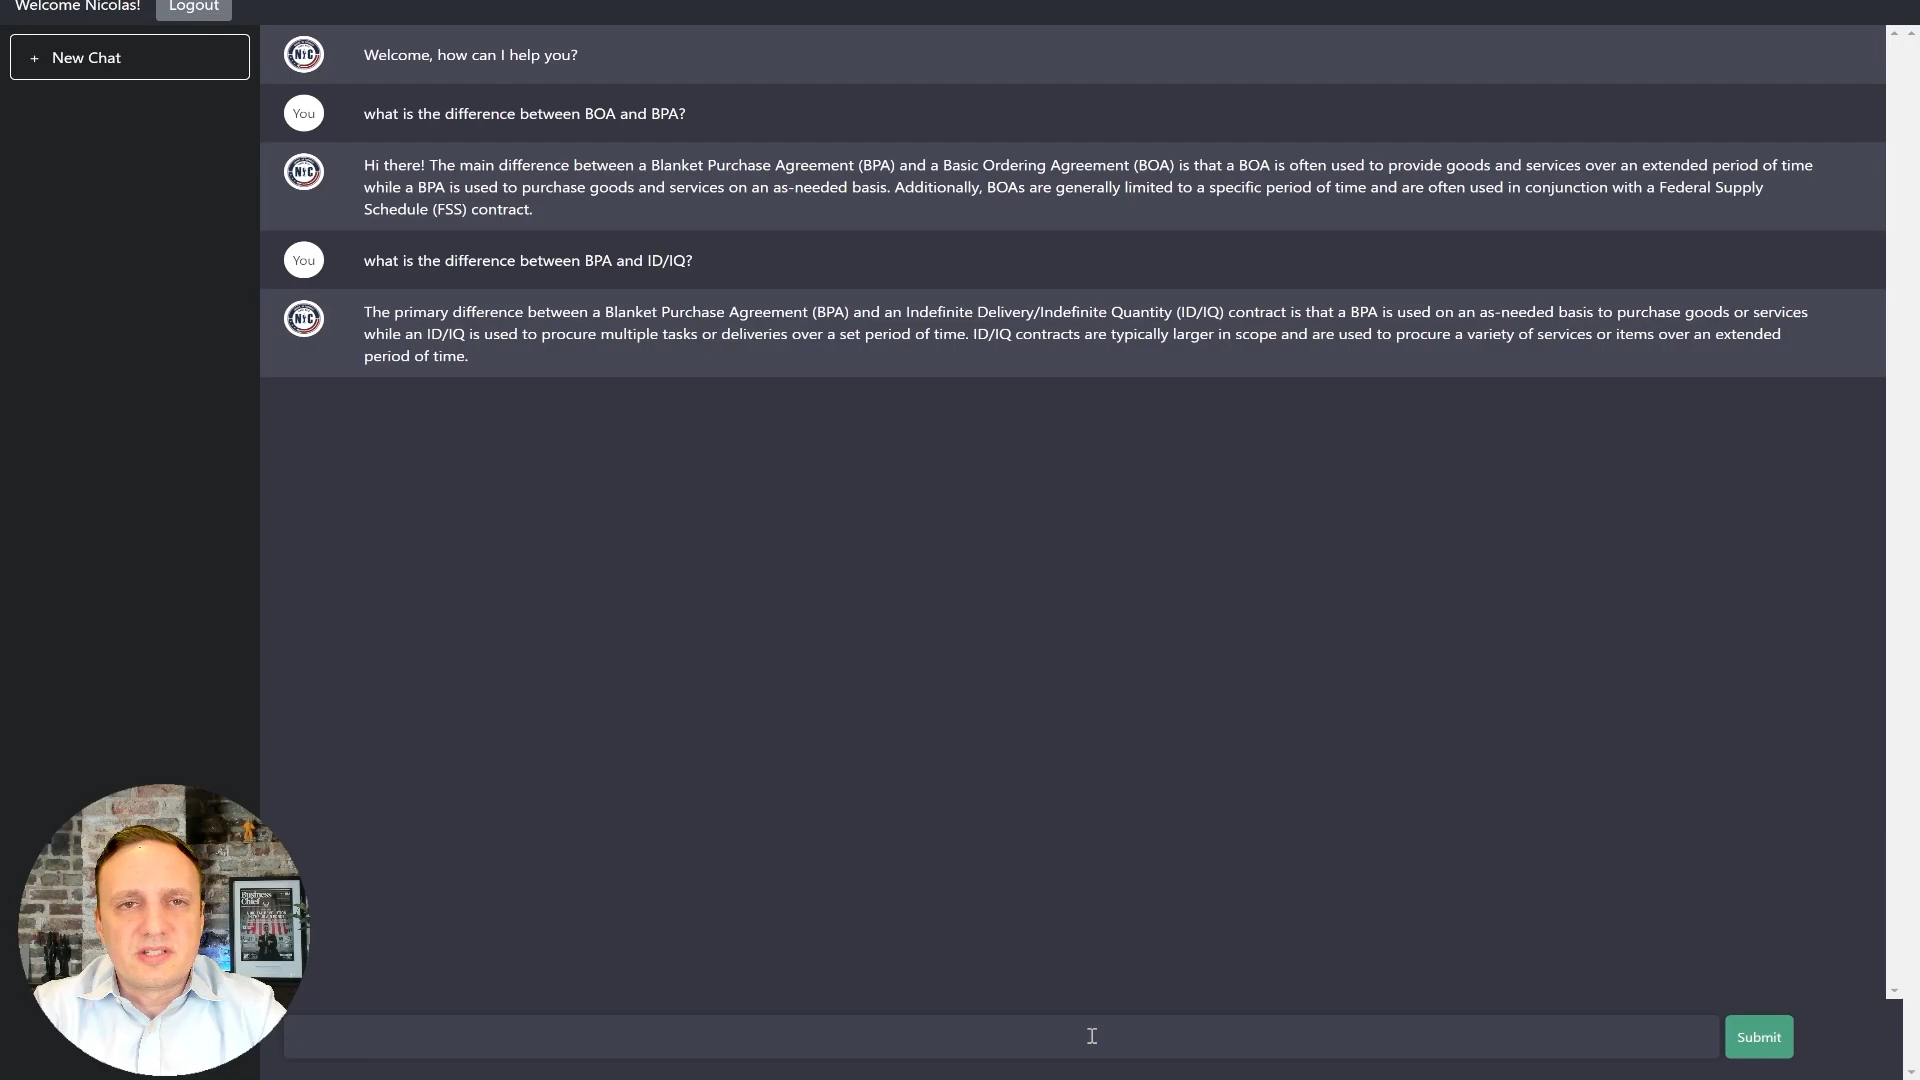 Welcome Nicolas!
Logout
+ New Chat
NIC
Welcome, how can I help you?
You
what is the difference between BOA and BPA?
NIC
Hi there! The main difference between a Blanket Purchase Agreement (BPA) and a Basic Ordering Agreement (BOA) is that a BOA is often used to provide goods and services over an extended period of time
while a BPA is used to purchase goods and services on an as-needed basis. Additionally, BOAs are generally limited to a specific period of time and are often used in conjunction with a Federal Supply
Schedule (FSS) contract.
You
what is the difference between BPA and ID/IQ?
NIC
The primary difference between a Blanket Purchase Agreement (BPA) and an Indefinite Delivery/Indefinite Quantity (ID/IQ) contract is that a BPA is used on an as-needed basis to purchase goods or services
while an ID/IQ is used to procure multiple tasks or deliveries over a set period of time. ID/IQ contracts are typically larger in scope and are used to procure a variety of services or items over an extended
period of time.
Business
Chief
Submit